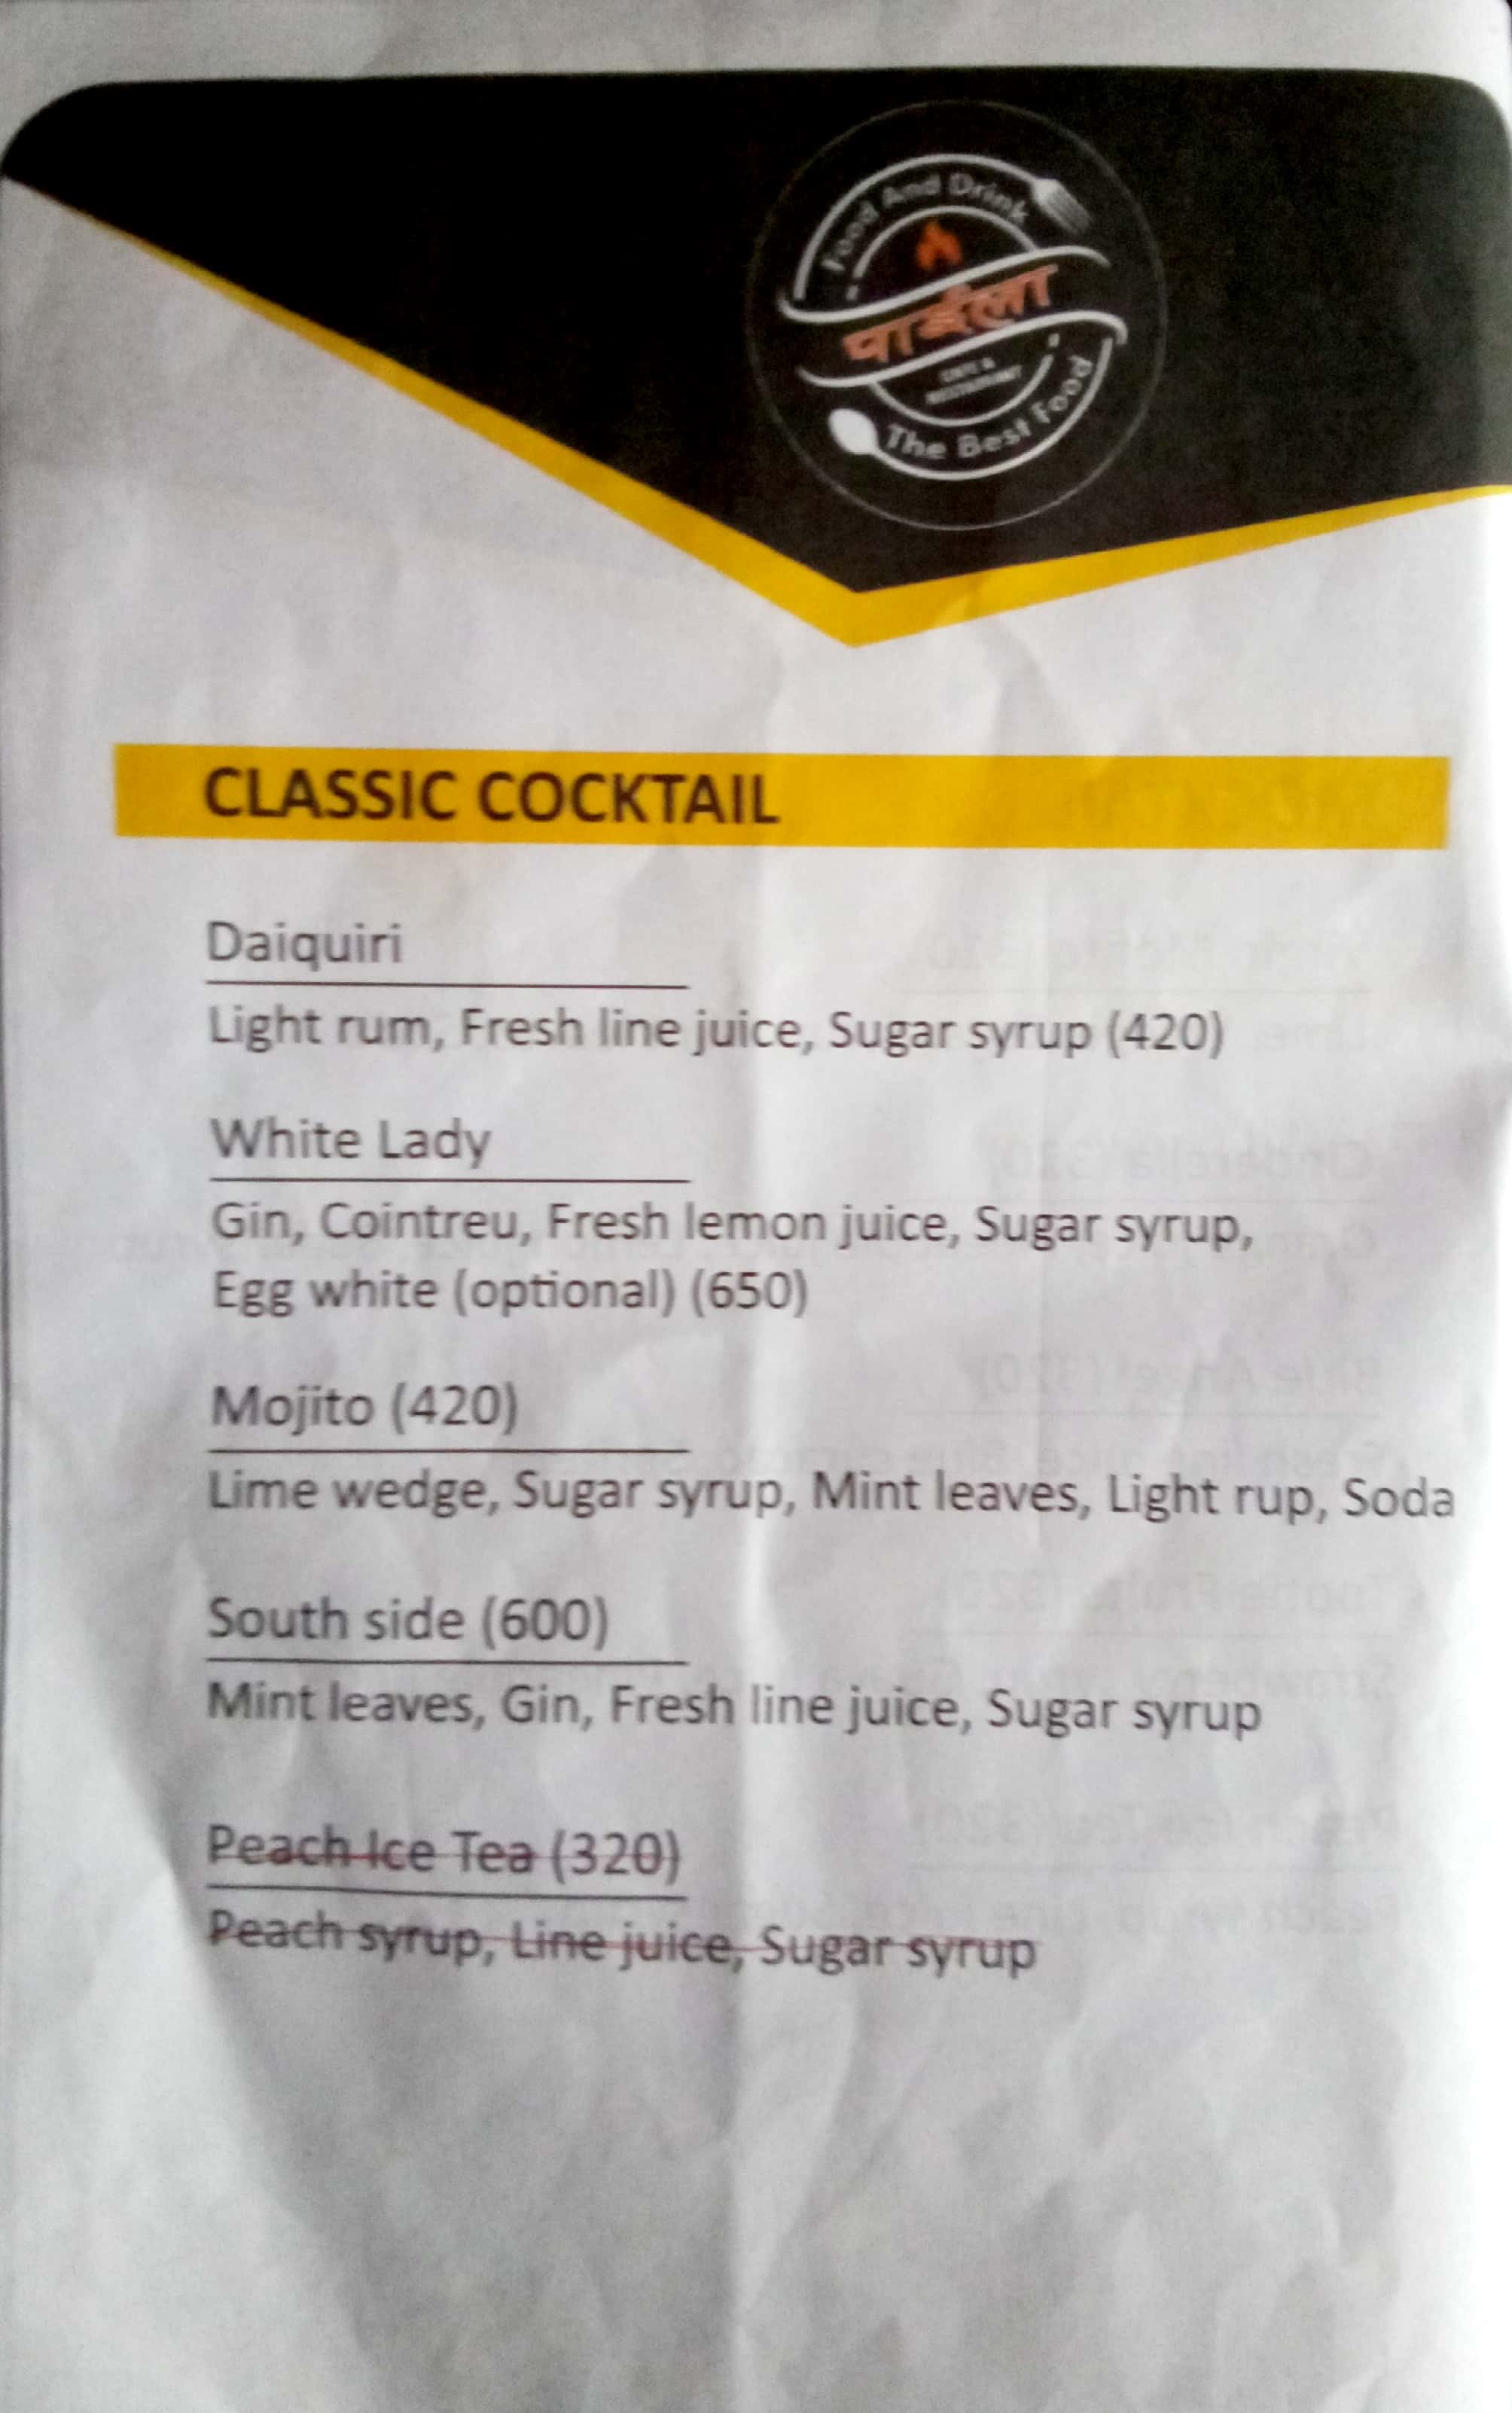 Food And Drink
पाईला
CAFE &
RESTAURANT
The Best Food
CLASSIC COCKTAIL
Daiquiri
Light rum, Fresh line juice, Sugar syrup (420)
White Lady
Gin, Cointreu, Fresh lemon juice, Sugar syrup,
Egg white (optional) (650)
Mojito (420)
Lime wedge, Sugar syrup, Mint leaves, Light rup, Soda
South side (600)
Mint leaves, Gin, Fresh line juice, Sugar syrup
Peach Ice Tea (320)
Peach syrup, Line juice, Sugar syrup